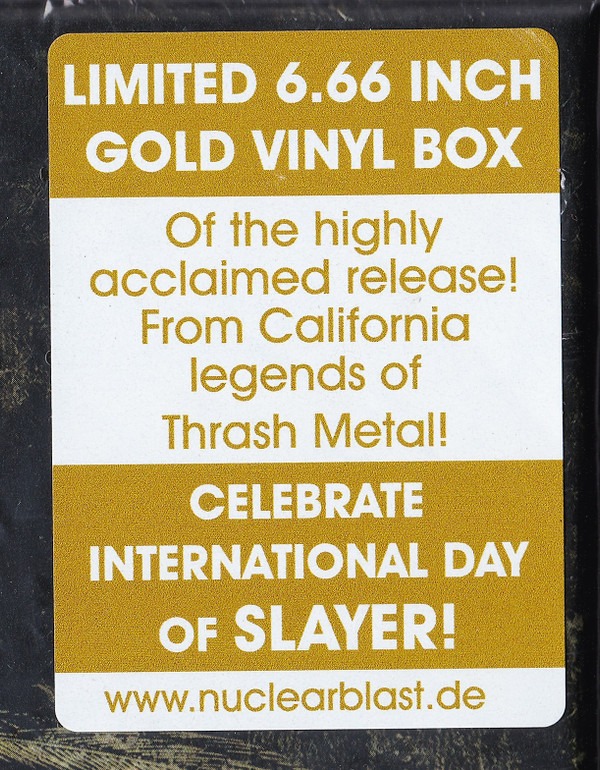 LIMITED 6.66 INCH
GOLD VINYL BOX
Of the highly
acclaimed release!
From California
legends of
Thrash Metal!
CELEBRATE
INTERNATIONAL DAY
OF SLAYER!
www.nuclearblast.de